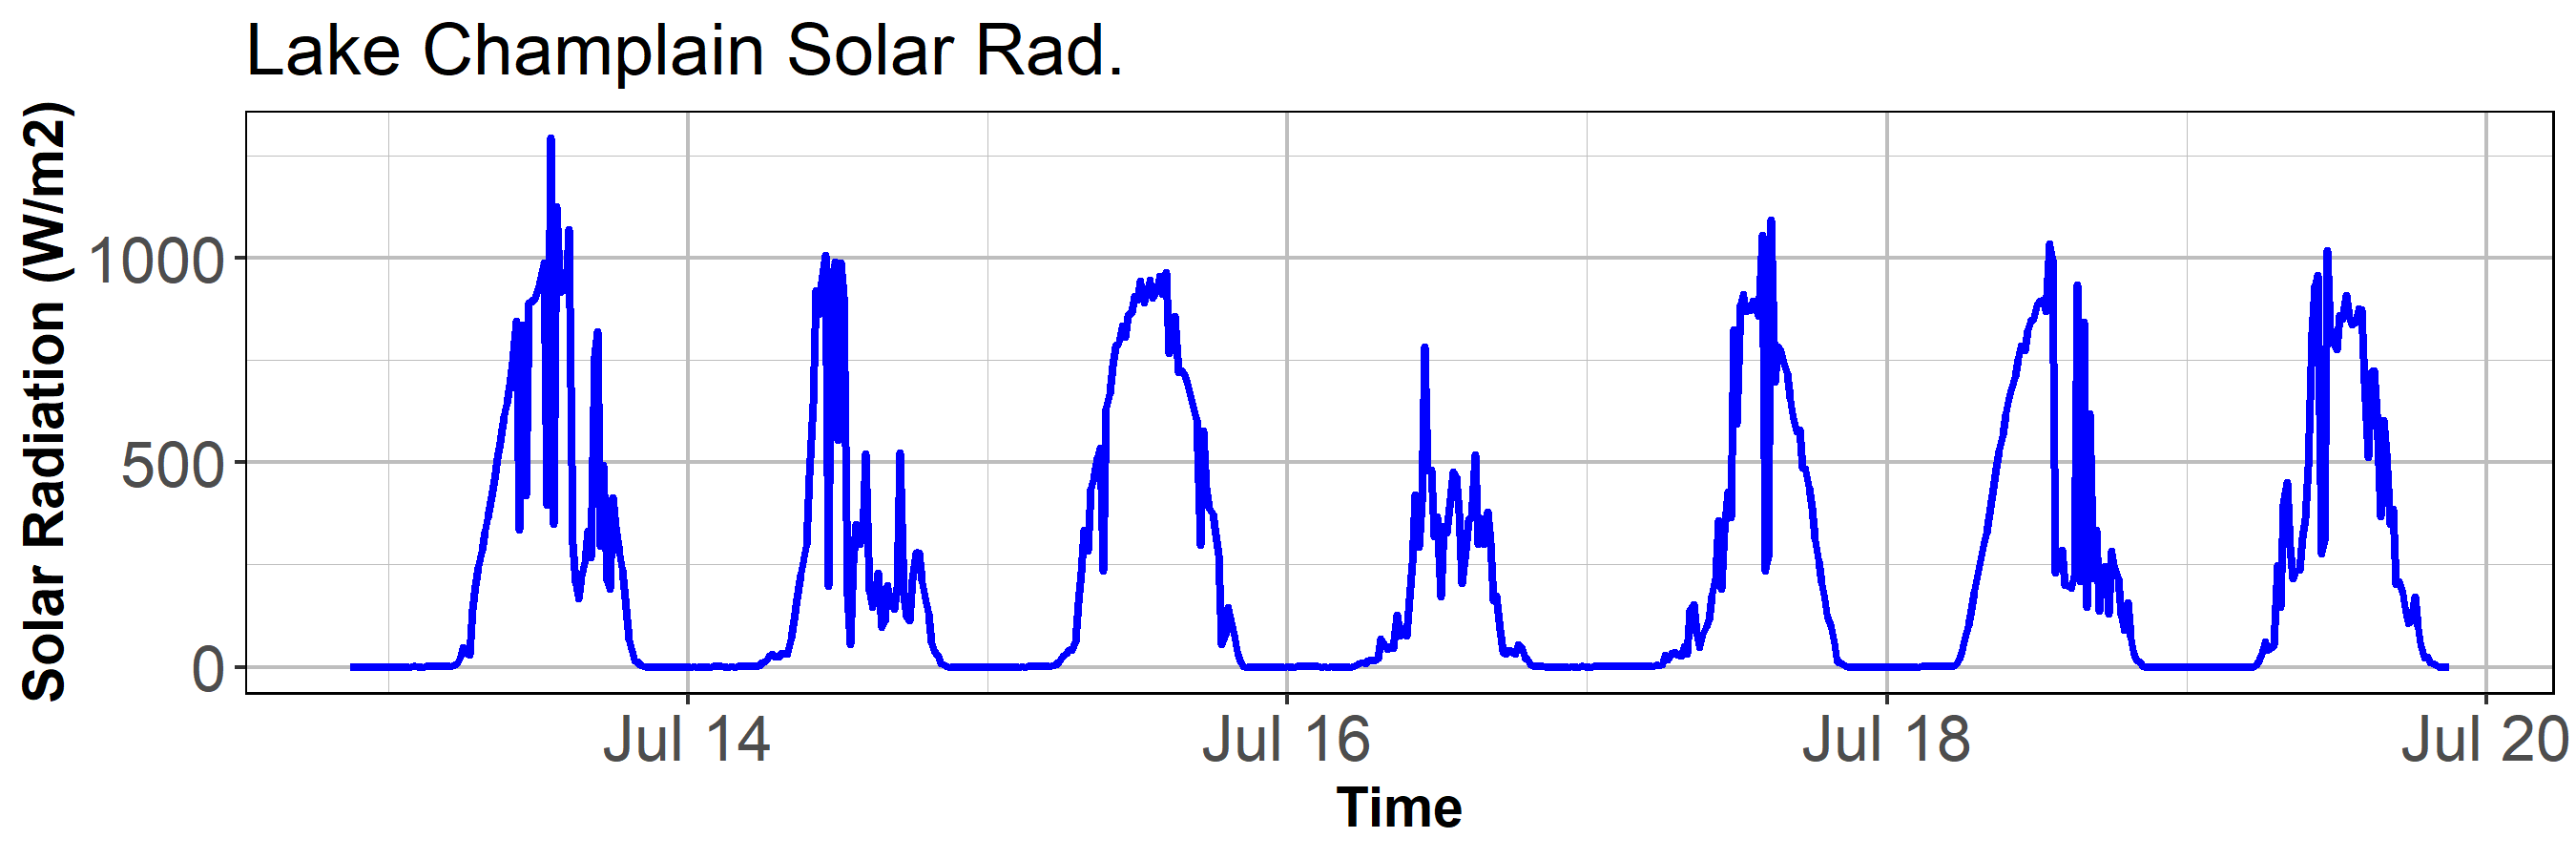 Lake Champlain Solar Rad.
Solar Radiation (W/m2)
1000
500
0
Jul 14 Jul 16 Jul 18 Jul 20
Time